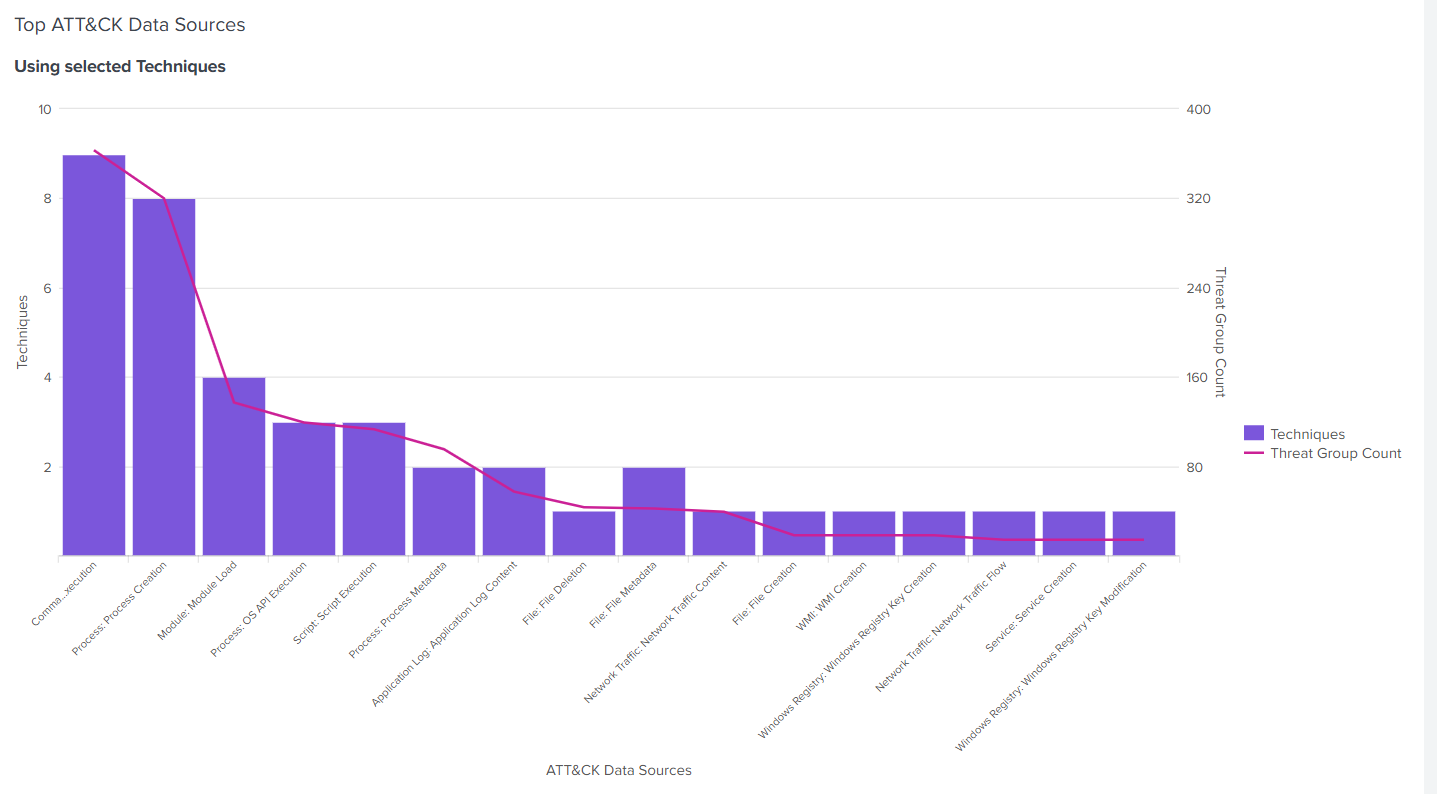 Top ATT&CK Data Sources
Using selected Techniques
10
8
6
4
2
Techniques
400
320
240
160
80
Threat Group Count
Techniques
Threat Group Count
Comma...xecution
Process: Process Creation
Module: Module Load
Process: OS API Execution
Script: Script Execution
Process: Process Metadata
Application Log: Application Log Content
File: File Deletion
File: File Metadata
Network Traffic: Network Traffic Content
File: File Creation
WMI: WMI Creation
Windows Registry: Windows Registry Key Creation
Network Traffic: Network Traffic Flow
Service: Service Creation
Windows Registry: Windows Registry Key Modification
ATT&CK Data Sources